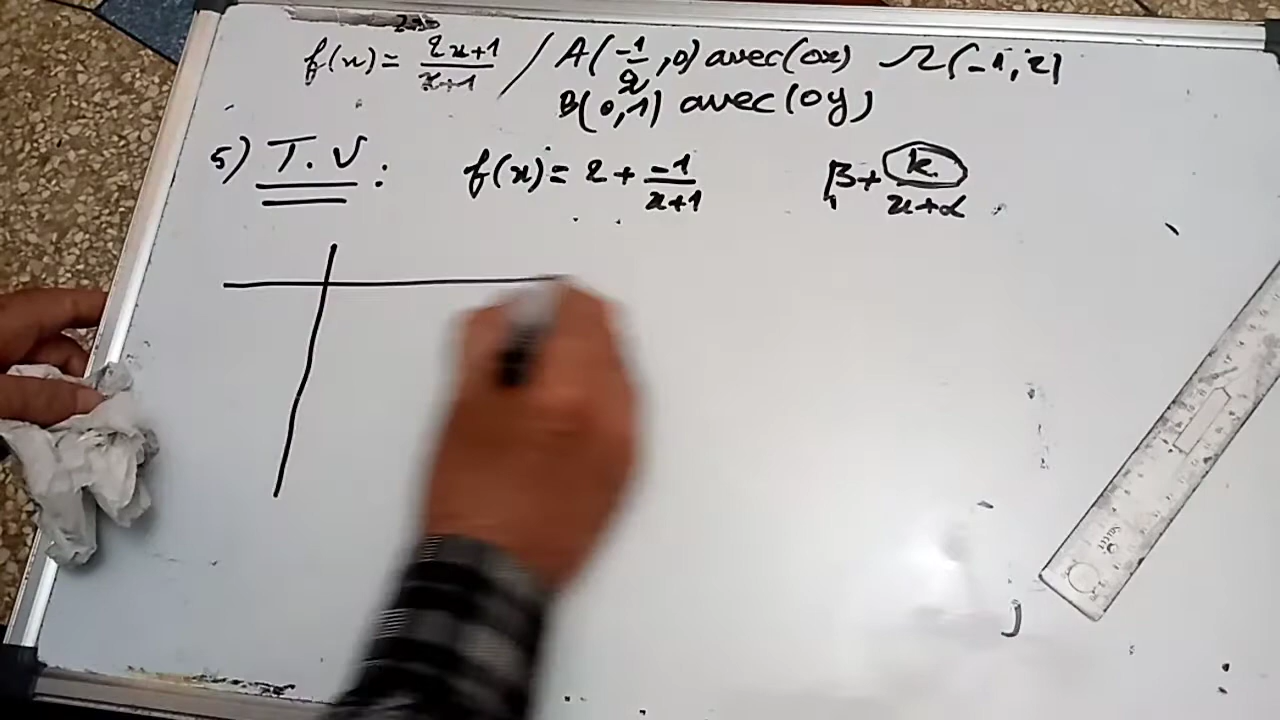 f(x) = 2x+1/x+1 / A(-1/2, 0) avec (ox) Ω(-1, 2)
B(0, 1) avec (oy)
5) T.V : f(x) = 2 + -1/x+1 β + k/x+α